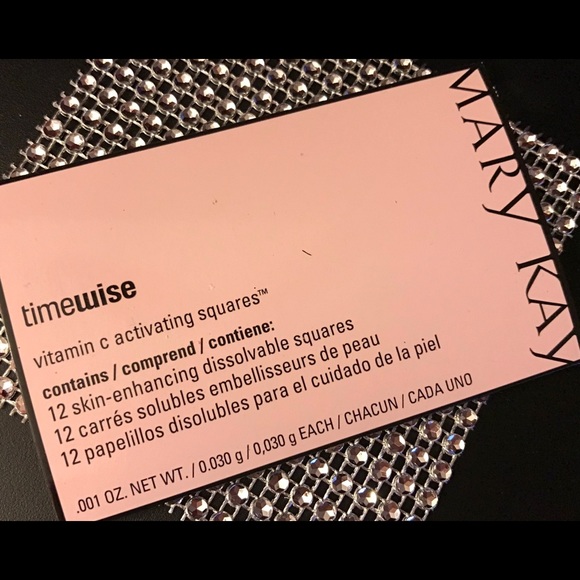 MARY KAY
timewise
vitamin c activating squares™
contains / comprend / contiene:
12 skin-enhancing dissolvable squares
12 carrés solubles embellisseurs de peau
12 papelillos disolubles para el cuidado de la piel
.001 OZ. NET WT. / 0.030 g / 0,030 g EACH / CHACUN / CADA UNO